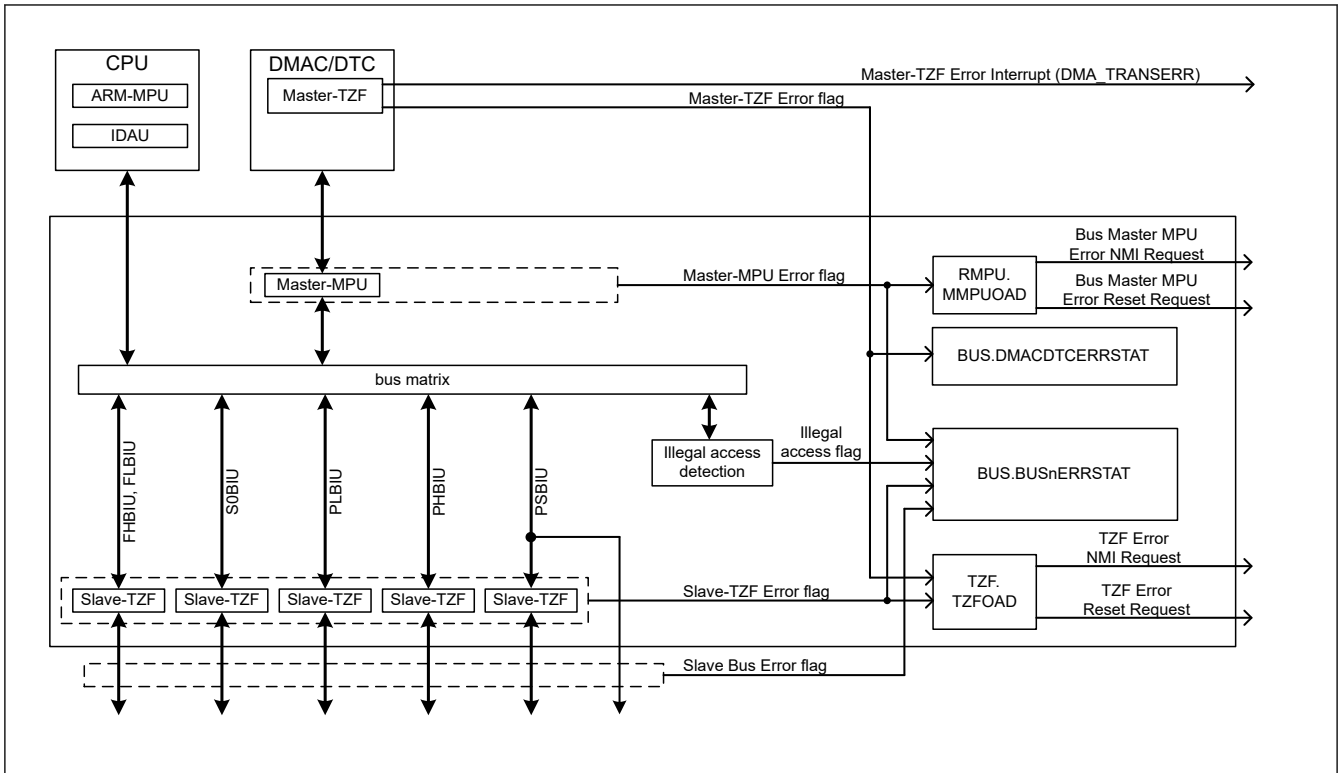 CPU
ARM-MPU
IDAU
DMAC/DTC
Master-TZF
Master-TZF Error Interrupt (DMA_TRANSERR)
Master-TZF Error flag
Master-MPU
Master-MPU Error flag
RMPU.
MMPUOAD
Bus Master MPU
Error NMI Request
Bus Master MPU
Error Reset Request
BUS.DMACDTCERRSTAT
bus matrix
FHBIU, FLBIU
S0BIU
PLBIU
PHBIU
PSBIU
Illegal access
detection
Illegal
access flag
BUS.BUSnERRSTAT
Slave-TZF
Slave-TZF
Slave-TZF
Slave-TZF
Slave-TZF
Slave-TZF Error flag
TZF.
TZFOAD
TZF Error
NMI Request
TZF Error
Reset Request
Slave Bus Error flag